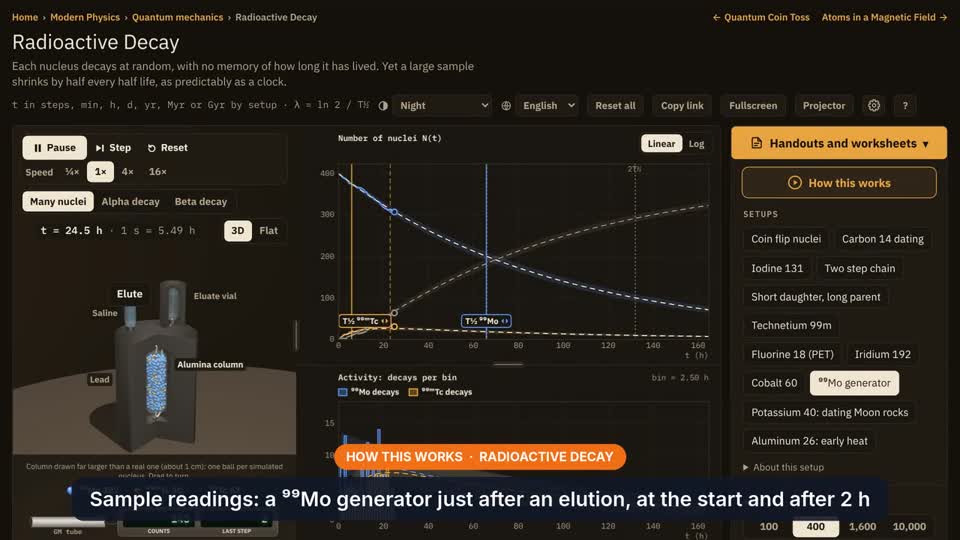 Home › Modern Physics › Quantum mechanics › Radioactive Decay
← Quantum Coin Toss Atoms in a Magnetic Field →
Radioactive Decay
Each nucleus decays at random, with no memory of how long it has lived. Yet a large sample
shrinks by half every half life, as predictably as a clock.
t in steps, min, h, d, yr, Myr or Gyr by setup · λ = ln 2 / T½
Night
English
Reset all
Copy link
Fullscreen
Projector
?
Pause
Step
Reset
Speed ¼× 1× 4× 16×
Many nuclei Alpha decay Beta decay
t = 24.5 h · 1 s = 5.49 h
3D Flat
Elute
Saline
Eluate vial
Alumina column
Lead
Column drawn far larger than a real one (about 1 cm): one ball per simulated
GM tube
COUNTS
LAST STEP
Number of nuclei N(t)
Linear Log
2T½
400
300
200
100
0
T½ ⁹⁹ᵐTc ‹›
T½ ⁹⁹Mo ‹›
0 20 40 60 80 100 120 140 160
t (h)
Activity: decays per bin
bin = 2.50 h
⁹⁹Mo decays ⁹⁹ᵐTc decays
15
10
0 20 40 60 80 100 120 140 160
t (h)
Handouts and worksheets ▾
How this works
SETUPS
Coin flip nuclei
Carbon 14 dating
Iodine 131
Two step chain
Short daughter, long parent
Technetium 99m
Fluorine 18 (PET)
Iridium 192
Cobalt 60
⁹⁹Mo generator
Potassium 40: dating Moon rocks
Aluminum 26: early heat
▸ About this setup
100 400 1,600 10,000
HOW THIS WORKS · RADIOACTIVE DECAY
Sample readings: a ⁹⁹Mo generator just after an elution, at the start and after 2 h